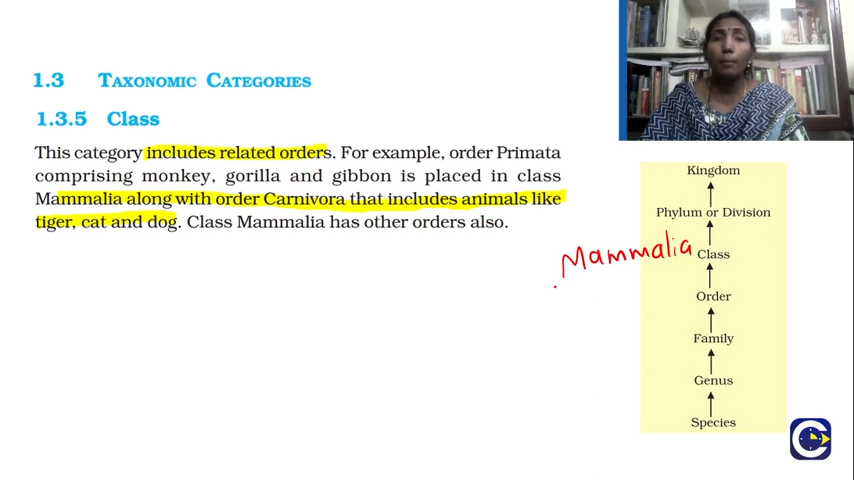 1.3 TAXONOMIC CATEGORIES
1.3.5 Class
This category includes related orders. For example, order Primata
comprising monkey, gorilla and gibbon is placed in class
Mammalia along with order Carnivora that includes animals like
tiger, cat and dog. Class Mammalia has other orders also.
Kingdom
Phylum or Division
Mammalia
Class
Order
Family
Genus
Species